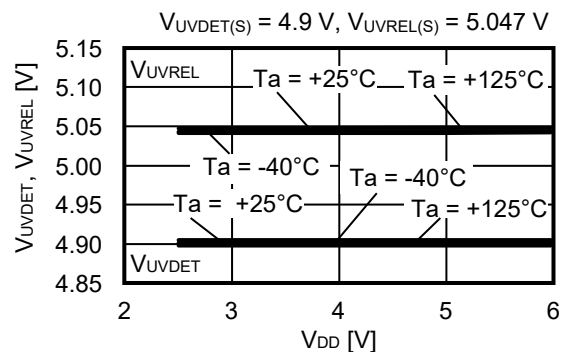 VUVDET(S) = 4.9 V, VUVREL(S) = 5.047 V
VUVDET, VUVREL [V]
5.15
5.10
5.05
5.00
4.95
4.90
4.85
VUVREL
Ta = +25°C
Ta = +125°C
Ta = -40°C
Ta = -40°C
Ta = +25°C
Ta = +125°C
VUVDET
2 3 4 5 6
VDD [V]